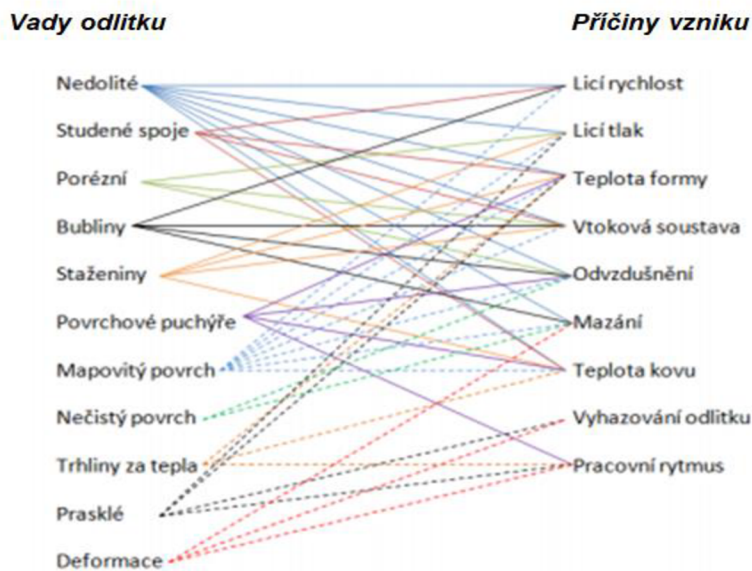 Vady odlitku
Příčiny vzniku
Nedolité
Studené spoje
Porézní
Bubliny
Staženiny
Povrchové puchýře
Mapovitý povrch
Nečistý povrch
Trhliny za tepla
Prasklé
Deformace
Licí rychlost
Licí tlak
Teplota formy
Vtoková soustava
Odvzdušnění
Mazání
Teplota kovu
Vyhazování odlitku
Pracovní rytmus